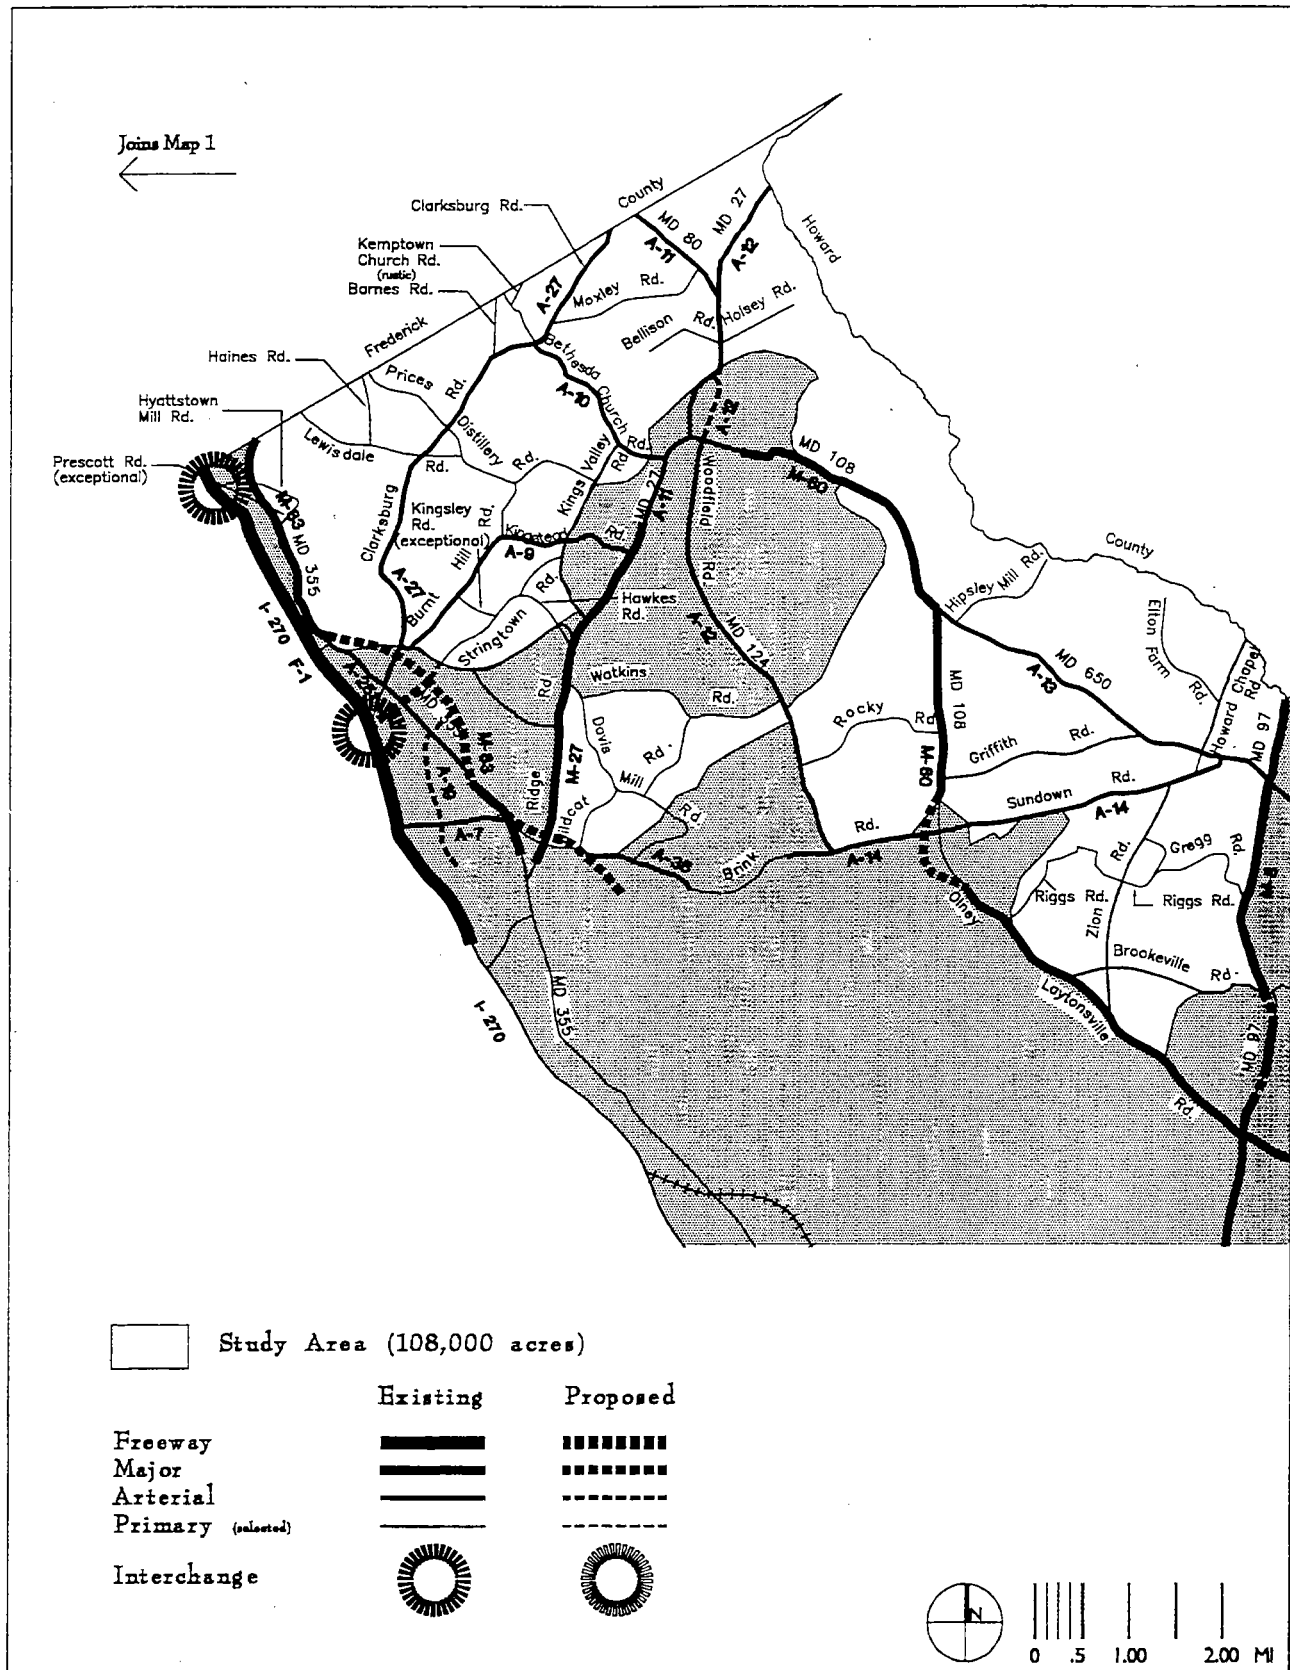 Joins Map 1
Clarksburg Rd.
Kemptown
Church Rd.
(rustic)
Barnes Rd.
Haines Rd.
Hyattstown
Mill Rd.
Prescott Rd.
(exceptional)
Frederick
County
Howard
County
MD 80
A-11
MD 27
A-12
A-27
Moxley Rd.
Bellison Rd.
Holsey Rd.
Bethesda Church Rd.
A-10
Prices Distillery Rd.
Lewisdale Rd.
Clarksburg Rd.
A-27
Kings Valley Rd.
Kingsley
Rd.
(exceptional)
Kingstead Rd.
A-9
Burnt Hill Rd.
Hawkes
Rd.
Stringtown Rd.
MD 27
A-11
A-12
Woodfield Rd.
MD 124
A-12
MD 108
M-60
Hipsley Mill Rd.
Elton Farm Rd.
Howard Chapel Rd.
MD 650
A-13
MD 97
M-83
MD 355
I-270 F-1
MD 355
M-83
A-19
A-7
Ridge Rd
M-27
Watkins Rd.
Davis Mill Rd.
Wildcat Rd.
A-36
Brink Rd.
A-14
Rocky Rd.
MD 108
M-60
Griffith Rd.
Sundown Rd.
A-14
Gregg Rd.
Riggs Rd.
Riggs Rd.
Zion Rd.
Brookeville Rd.
Olney
Laytonsville
Rd.
MD 97
MD 355
I-270
Study Area (108,000 acres)
Existing Proposed
Freeway
Major
Arterial
Primary (selected)
Interchange
N
0 .5 1.00 2.00 MI